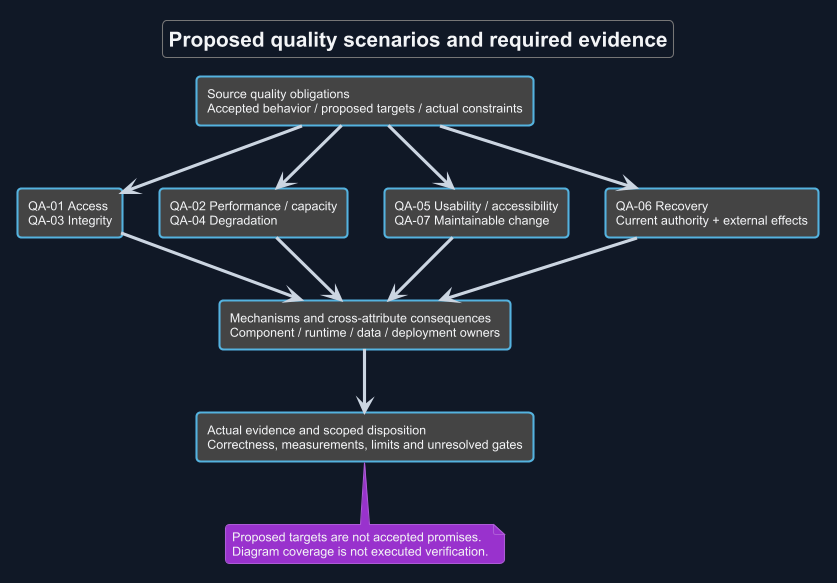 Proposed quality scenarios and required evidence
Source quality obligations
Accepted behavior / proposed targets / actual constraints
QA-01 Access
QA-03 Integrity
QA-02 Performance / capacity
QA-04 Degradation
QA-05 Usability / accessibility
QA-07 Maintainable change
QA-06 Recovery
Current authority + external effects
Mechanisms and cross-attribute consequences
Component / runtime / data / deployment owners
Actual evidence and scoped disposition
Correctness, measurements, limits and unresolved gates
Proposed targets are not accepted promises.
Diagram coverage is not executed verification.